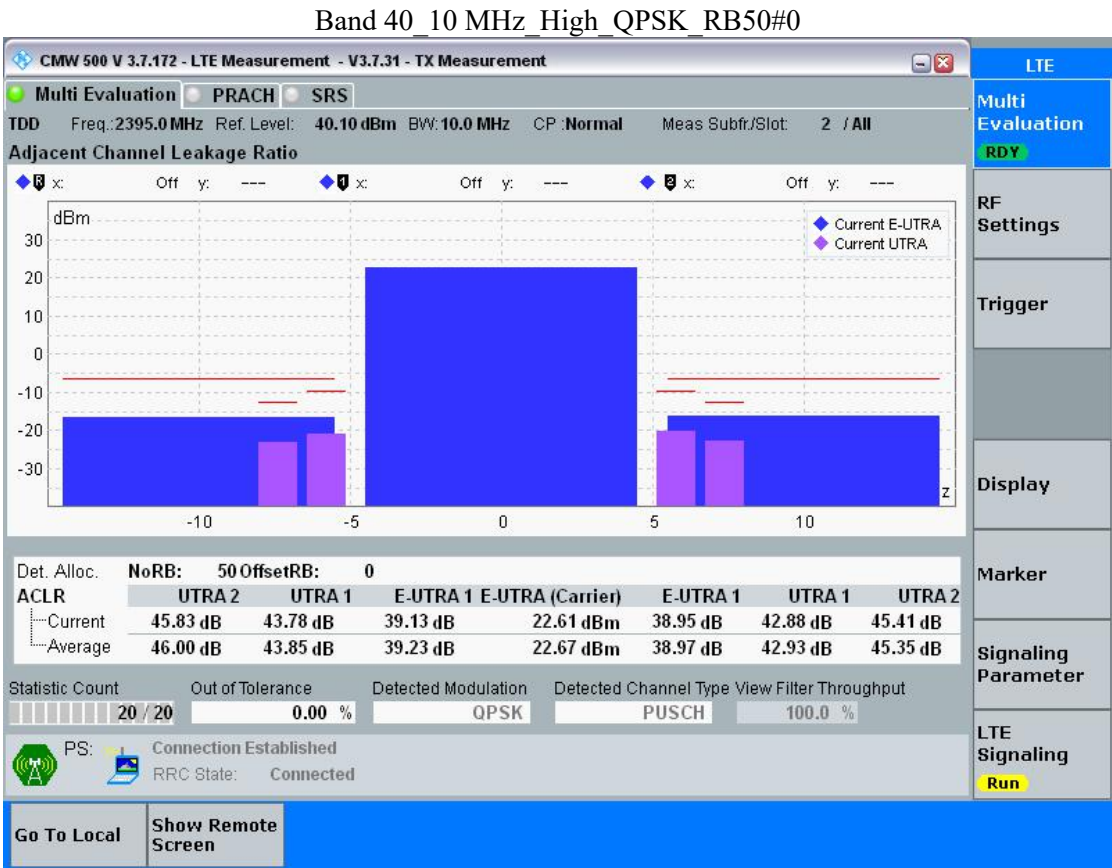 Band 40_10 MHz_High_QPSK_RB50#0
CMW 500 V 3.7.172 - LTE Measurement - V3.7.31 - TX Measurement
LTE
Multi Evaluation PRACH SRS
Multi
Evaluation
RDY
TDD Freq.:2395.0 MHz Ref. Level: 40.10 dBm BW: 10.0 MHz CP :Normal Meas Subfr./Slot: 2 / All
Adjacent Channel Leakage Ratio
R x: Off y: --- 1 x: Off y: --- 2 x: Off y: ---
dBm
Current E-UTRA
Current UTRA
30
20
10
0
-10
-20
-30
z
-10 -5 0 5 10
RF
Settings
Trigger
Display
Marker
Signaling
Parameter
LTE
Signaling
Run
Det. Alloc. NoRB: 50 OffsetRB: 0
ACLR UTRA 2 UTRA 1 E-UTRA 1 E-UTRA (Carrier) E-UTRA 1 UTRA 1 UTRA 2
Current 45.83 dB 43.78 dB 39.13 dB 22.61 dBm 38.95 dB 42.88 dB 45.41 dB
Average 46.00 dB 43.85 dB 39.23 dB 22.67 dBm 38.97 dB 42.93 dB 45.35 dB
Statistic Count Out of Tolerance Detected Modulation Detected Channel Type View Filter Throughput
20 / 20 0.00 % QPSK PUSCH 100.0 %
PS: Connection Established
RRC State: Connected
Go To Local
Show Remote
Screen